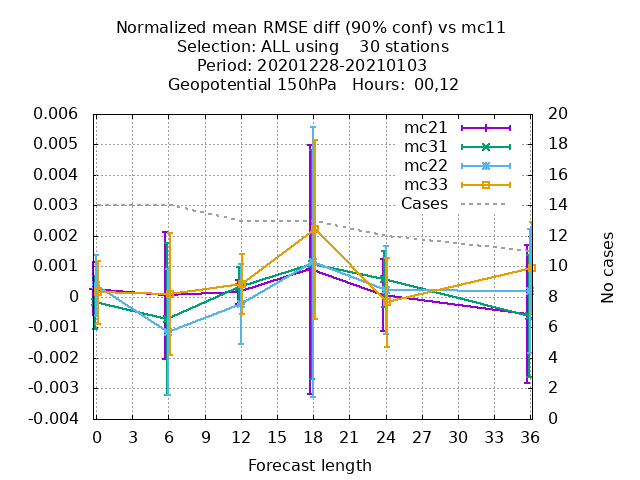 Normalized mean RMSE diff (90% conf) vs mc11
Selection: ALL using    30 stations
Period: 20201228-20210103
Geopotential 150hPa   Hours:  00,12
0.006
0.005
0.004
0.003
0.002
0.001
0
-0.001
-0.002
-0.003
-0.004
mc21
mc31
mc22
mc33
Cases
20
18
16
14
12
10
8
6
4
2
0
No cases
0 3 6 9 12 15 18 21 24 27 30 33 36
Forecast length